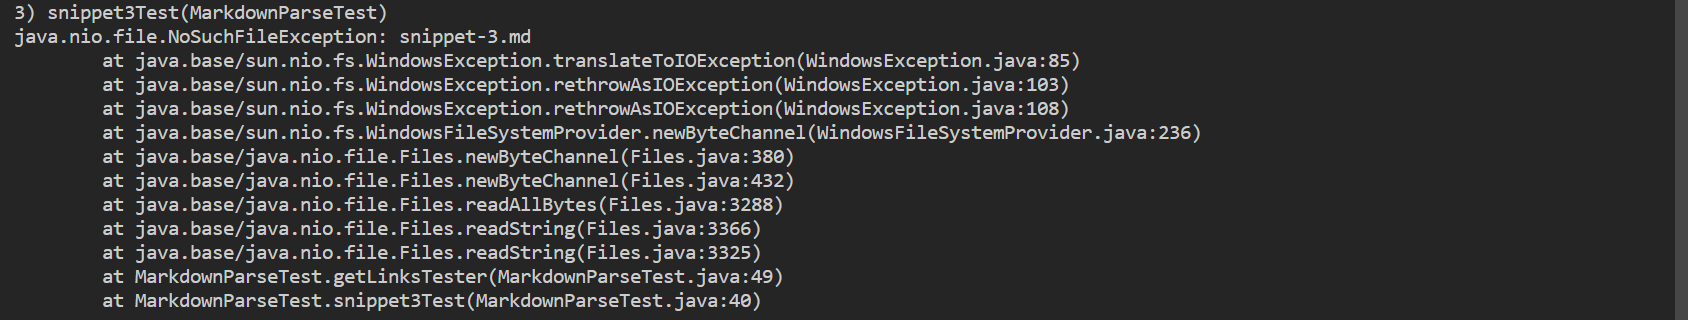 3) snippet3Test(MarkdownParseTest)
java.nio.file.NoSuchFileException: snippet-3.md
        at java.base/sun.nio.fs.WindowsException.translateToIOException(WindowsException.java:85)
        at java.base/sun.nio.fs.WindowsException.rethrowAsIOException(WindowsException.java:103)
        at java.base/sun.nio.fs.WindowsException.rethrowAsIOException(WindowsException.java:108)
        at java.base/sun.nio.fs.WindowsFileSystemProvider.newByteChannel(WindowsFileSystemProvider.java:236)
        at java.base/java.nio.file.Files.newByteChannel(Files.java:380)
        at java.base/java.nio.file.Files.newByteChannel(Files.java:432)
        at java.base/java.nio.file.Files.readAllBytes(Files.java:3288)
        at java.base/java.nio.file.Files.readString(Files.java:3366)
        at java.base/java.nio.file.Files.readString(Files.java:3325)
        at MarkdownParseTest.getLinksTester(MarkdownParseTest.java:49)
        at MarkdownParseTest.snippet3Test(MarkdownParseTest.java:40)